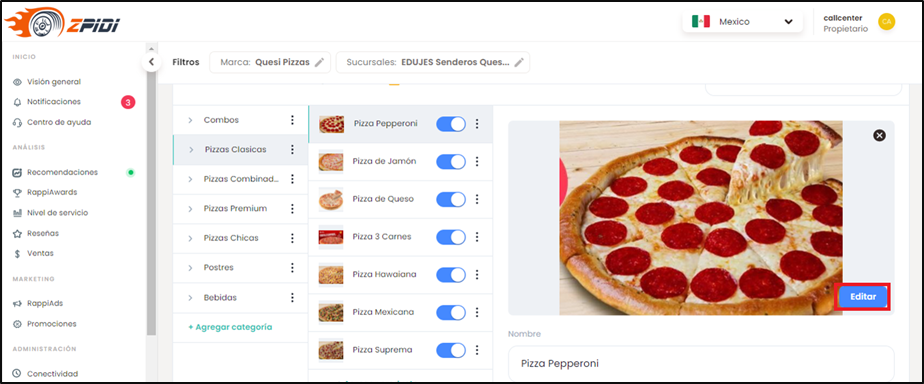 ZPIDI
Mexico
callcenter
Propietario
CA
INICIO
Visión general
Notificaciones
3
Centro de ayuda
ANÁLISIS
Recomendaciones
RappiAwards
Nivel de servicio
Reseñas
Ventas
MARKETING
RappiAds
Promociones
ADMINISTRACIÓN
Conectividad
Filtros
Marca: Quesi Pizzas
Sucursales: EDUJES Senderos Ques...
Combos
Pizzas Clasicas
Pizzas Combinad...
Pizzas Premium
Pizzas Chicas
Postres
Bebidas
+ Agregar categoría
Pizza Pepperoni
Pizza de Jamón
Pizza de Queso
Pizza 3 Carnes
Pizza Hawaiana
Pizza Mexicana
Pizza Suprema
Editar
Nombre
Pizza Pepperoni